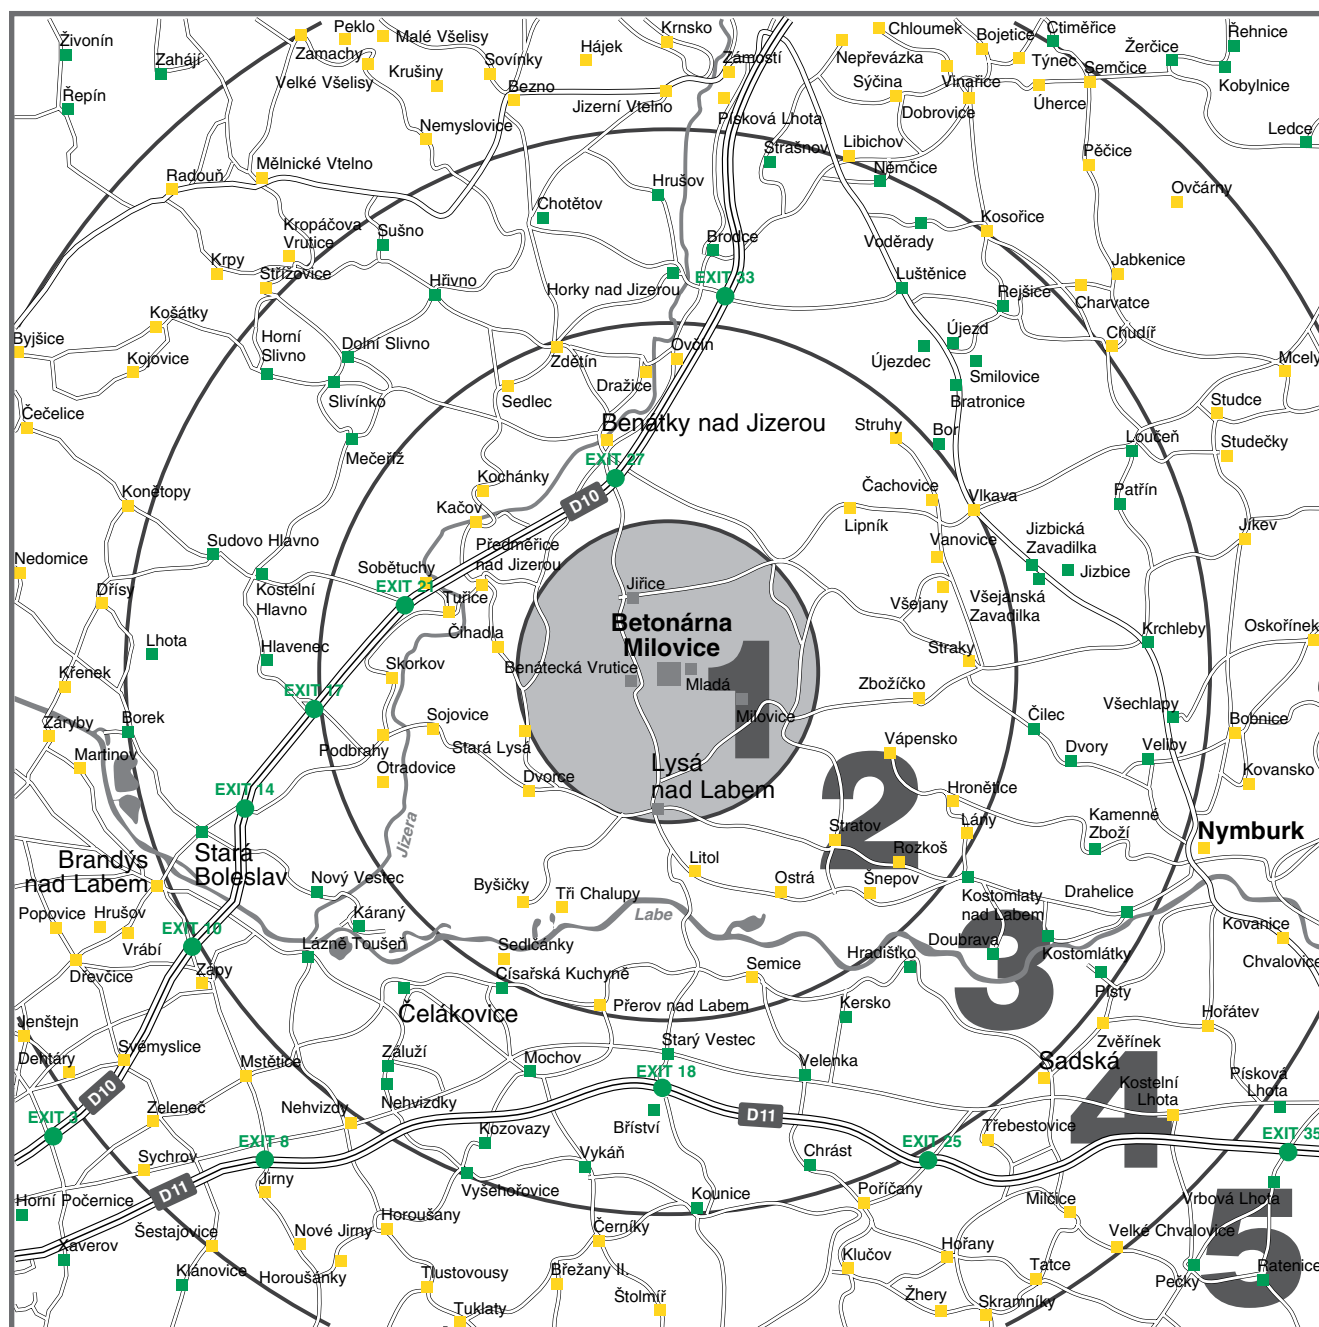 Živonín
Zahájí
Řepín
Peklo
Malé Všelisy
Zamachy
Velké Všelisy
Krušiny
Sovínky
Bezno
Hájek
Krnsko
Zámostí
Jizerní Vtelno
Písková Lhota
Nepřevázka
Chloumek
Bojetice
Ctiměřice
Týnec
Semčice
Žerčice
Řehnice
Kobylnice
Sýčina
Vinařice
Dobrovice
Úherce
Ledce
Nemyslovice
Mělnické Vtelno
Radouň
Strašnov
Libichov
Němčice
Pěčice
Ovčárny
Hrušov
Chotětov
Kropáčova
Vrutice
Sušno
Krpy
Střížovice
Hřivno
Brodce
EXIT 33
Horky nad Jizerou
Voděrady
Kosořice
Luštěnice
Rejšice
Jabkenice
Charvatce
Chudíř
Košátky
Byjšice
Kojovice
Horní
Slivno
Dolní Slivno
Slivínko
Zdětín
Ovčín
Dražice
Sedlec
Újezd
Újezdec
Smilovice
Bratronice
Mcely
Čečelice
Mečeříž
Benátky nad Jizerou
Struhy
Bor
Studce
Loučeň
Studečky
EXIT 27
D10
Kochánky
Kačov
Konětopy
Čachovice
Vlkava
Lipník
Patřín
Jíkev
Sudovo Hlavno
Nedomice
Předměřice
nad Jizerou
Sobětuchy
EXIT 21
Tuřice
Vanovice
Jizbická
Zavadilka
Jizbice
Všejany
Všejanská
Zavadilka
Dřísy
Kostelní
Hlavno
Jiřice
Betonárna
Milovice
Benátecká Vrutice
Mladá
Milovice
1
Čihadla
Lhota
Hlavenec
Skorkov
Křenek
EXIT 17
Straky
Zbožíčko
Krchleby
Oskořínek
Záryby
Borek
Martinov
Podbrahy
Sojovice
Stará Lysá
Otradovice
Dvorce
Lysá
nad Labem
Čilec
Všechlapy
Vápensko
Dvory
Veliby
Bobnice
Kovansko
EXIT 14
2
Hronětice
Lány
Kamenné
Zboží
Nymburk
Stratov
Rozkoš
Jizera
Brandýs
nad Labem
Stará
Boleslav
Nový Vestec
Káraný
Byšičky
Tři Chalupy
Litol
Ostrá
Šnepov
Kostomlaty
nad Labem
Drahelice
Popovice
Hrušov
Vrábí
EXIT 10
Labe
3
Doubrava
Kostomlátky
Kovanice
Chvalovice
Dřevčice
Zápy
Lázně Toušeň
Sedlčánky
Císařská Kuchyně
Přerov nad Labem
Semice
Hradišťko
Kersko
Písty
Čelákovice
Jenštejn
Dehtáry
Svémyslice
Mstětice
Záluží
Nehvizdky
Mochov
Starý Vestec
EXIT 18
Velenka
Zvěřínek
Hořátev
Sadská
4
Kostelní
Lhota
Písková
Lhota
D10
EXIT 3
Zeleneč
Nehvizdy
EXIT 8
Kozovazy
Bříství
D11
Třebestovice
EXIT 25
EXIT 35
Sychrov
Jirny
D11
Vyšehořovice
Vykáň
Chrást
Kounice
Poříčany
Milčice
Vrbová Lhota
5
Horní Počernice
Xaverov
Šestajovice
Klánovice
Nové Jirny
Horoušany
Horoušánky
Tlustovousy
Tuklaty
Černíky
Břežany II.
Štolmíř
Klučov
Hořany
Žhery
Skramníky
Tatce
Velké Chvalovice
Pečky
Ratenice